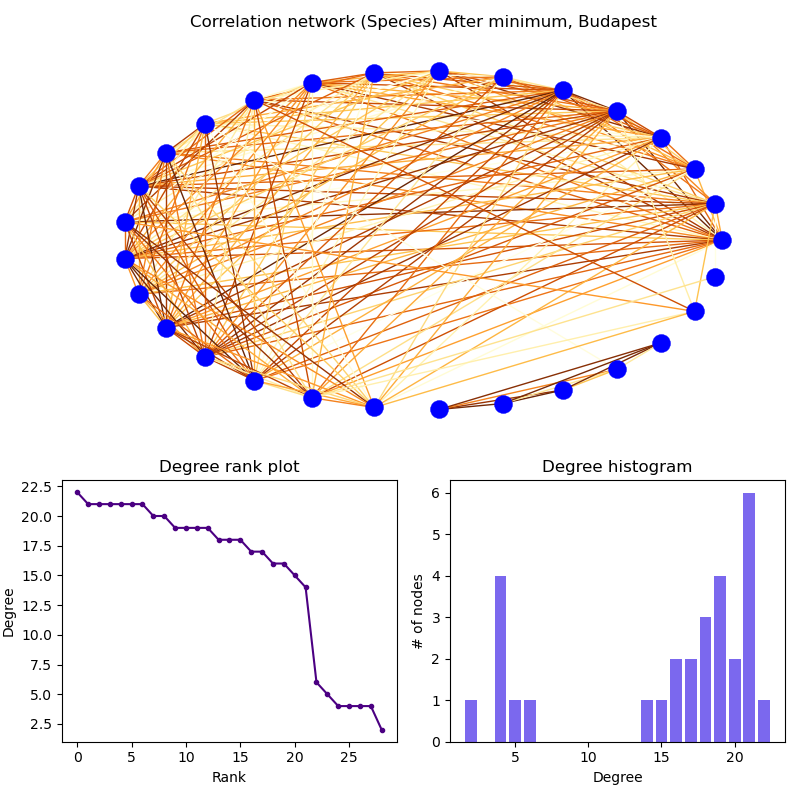 Correlation network (Species) After minimum, Budapest
Degree rank plot
Degree
22.5
20.0
17.5
15.0
12.5
10.0
7.5
5.0
2.5
0 5 10 15 20 25
Rank
Degree histogram
# of nodes
6
5
4
3
2
1
0
5 10 15 20
Degree